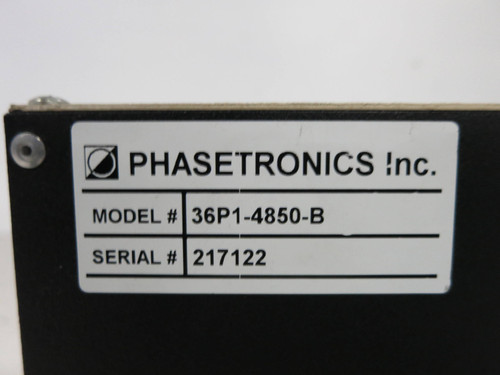 PHASETRONICS Inc.
MODEL # 36P1-4850-B
SERIAL # 217122